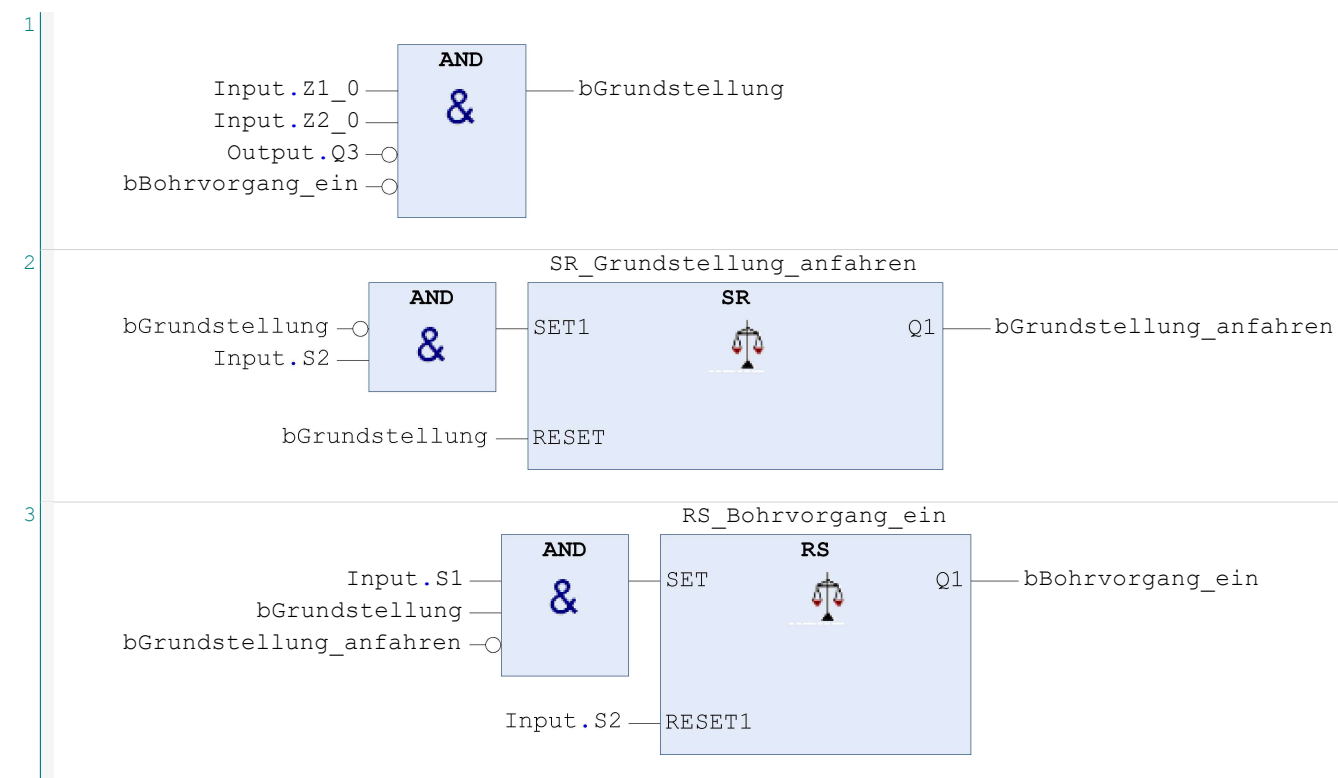 1
AND
&
Input.Z1_0
bGrundstellung
Input.Z2_0
Output.Q3
bBohrvorgang_ein
2
SR_Grundstellung_anfahren
AND
SR
&
bGrundstellung
SET1
Q1
bGrundstellung_anfahren
Input.S2
bGrundstellung
RESET
3
RS_Bohrvorgang_ein
AND
RS
&
Input.S1
SET
Q1
bBohrvorgang_ein
bGrundstellung
bGrundstellung_anfahren
Input.S2
RESET1